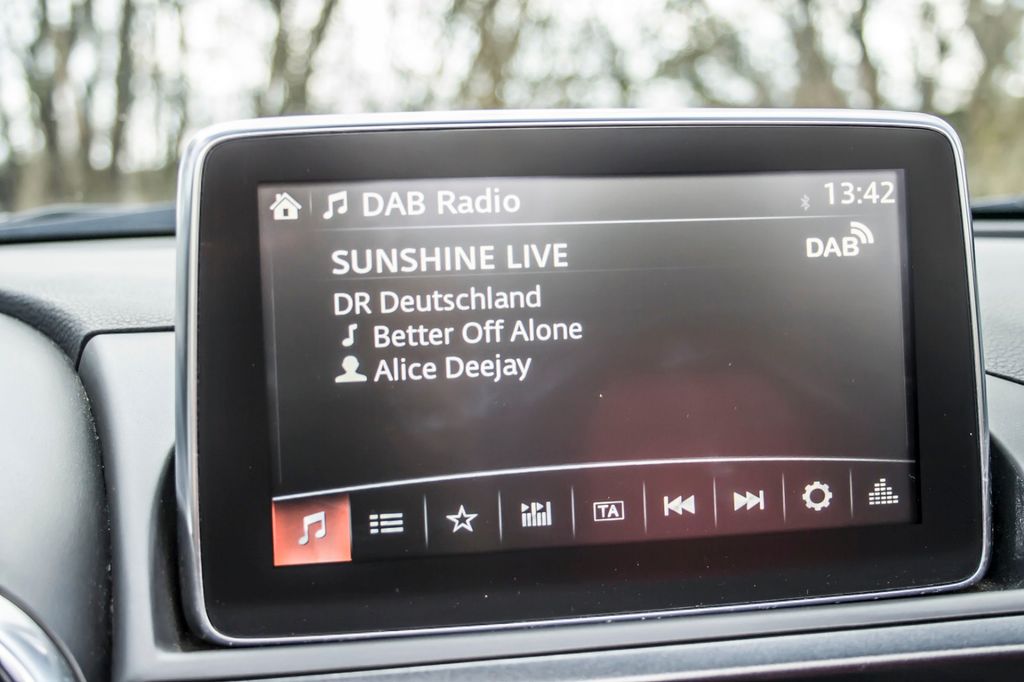 DAB Radio 13:42
SUNSHINE LIVE DAB
DR Deutschland
Better Off Alone
Alice Deejay
TA